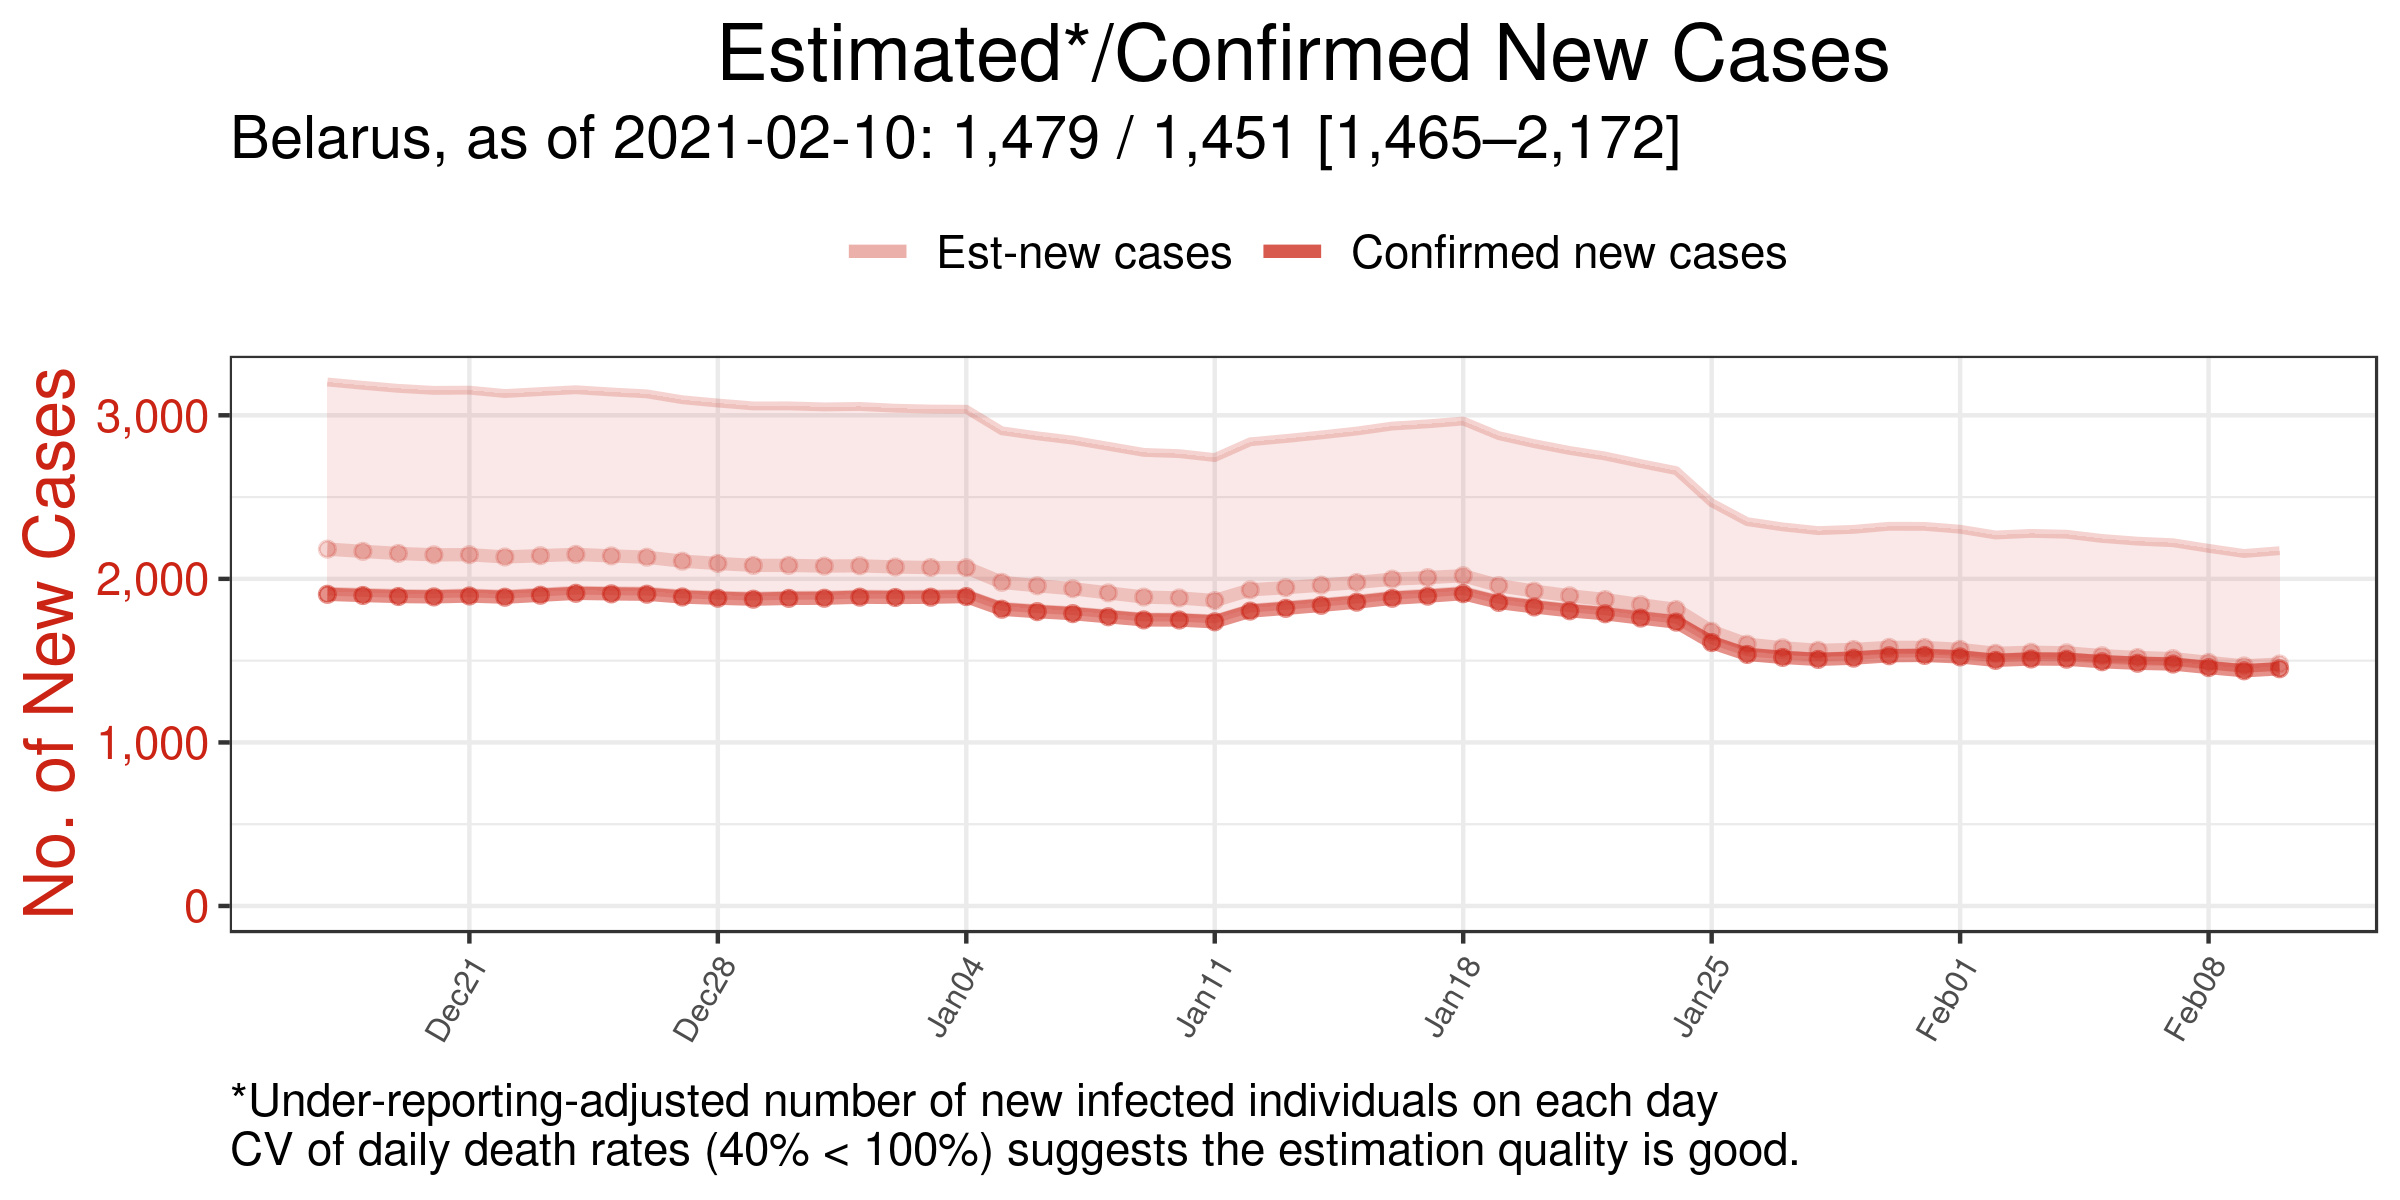 Estimated*/Confirmed New Cases
Belarus, as of 2021-02-10: 1,479 / 1,451 [1,465–2,172]
Est-new cases Confirmed new cases
No. of New Cases
3,000
2,000
1,000
0
Dec21 Dec28 Jan04 Jan11 Jan18 Jan25 Feb01 Feb08
*Under-reporting-adjusted number of new infected individuals on each day
CV of daily death rates (40% < 100%) suggests the estimation quality is good.